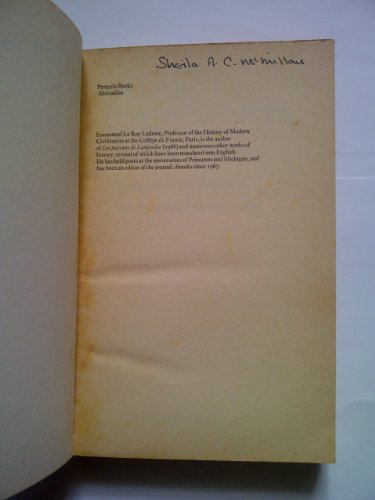 Sheila A. C. McMillan
Penguin Books
Montaillou
Emmanuel Le Roy Ladurie, Professor of the History of Modern
Civilization at the Collège de France, Paris, is the author
of Les paysans de Languedoc (1966) and numerous other works of
history, several of which have been translated into English.
He has held posts at the universities of Princeton and Michigan, and
has been an editor of the journal Annales since 1967.